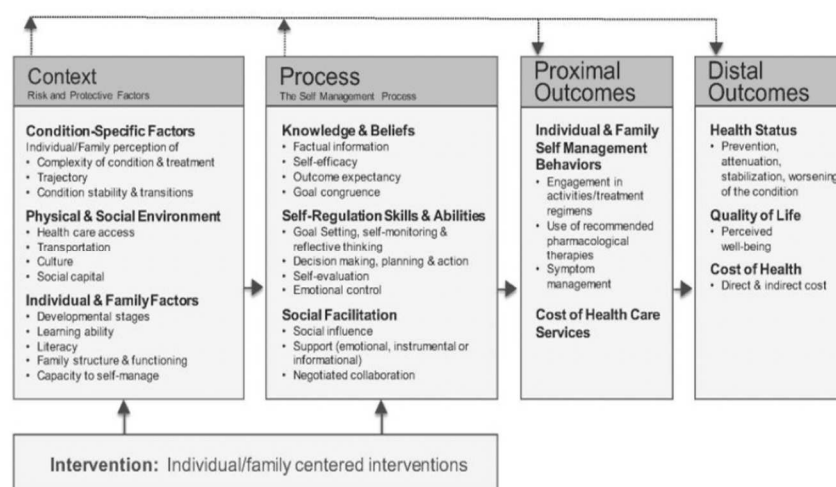 Context
Risk and Protective Factors
Condition-Specific Factors
Individual/Family perception of
• Complexity of condition & treatment
• Trajectory
• Condition stability & transitions
Physical & Social Environment
• Health care access
• Transportation
• Culture
• Social capital
Individual & Family Factors
• Developmental stages
• Learning ability
• Literacy
• Family structure & functioning
• Capacity to self-manage
Process
The Self Management Process
Knowledge & Beliefs
• Factual information
• Self-efficacy
• Outcome expectancy
• Goal congruence
Self-Regulation Skills & Abilities
• Goal Setting, self-monitoring &
reflective thinking
• Decision making, planning & action
• Self-evaluation
• Emotional control
Social Facilitation
• Social influence
• Support (emotional, instrumental or
informational)
• Negotiated collaboration
Proximal
Outcomes
Individual & Family
Self Management
Behaviors
• Engagement in
activities/treatment
regimens
• Use of recommended
pharmacological
therapies
• Symptom
management
Cost of Health Care
Services
Distal
Outcomes
Health Status
• Prevention,
attenuation,
stabilization, worsening
of the condition
Quality of Life
• Perceived
well-being
Cost of Health
• Direct & indirect cost
Intervention: Individual/family centered interventions